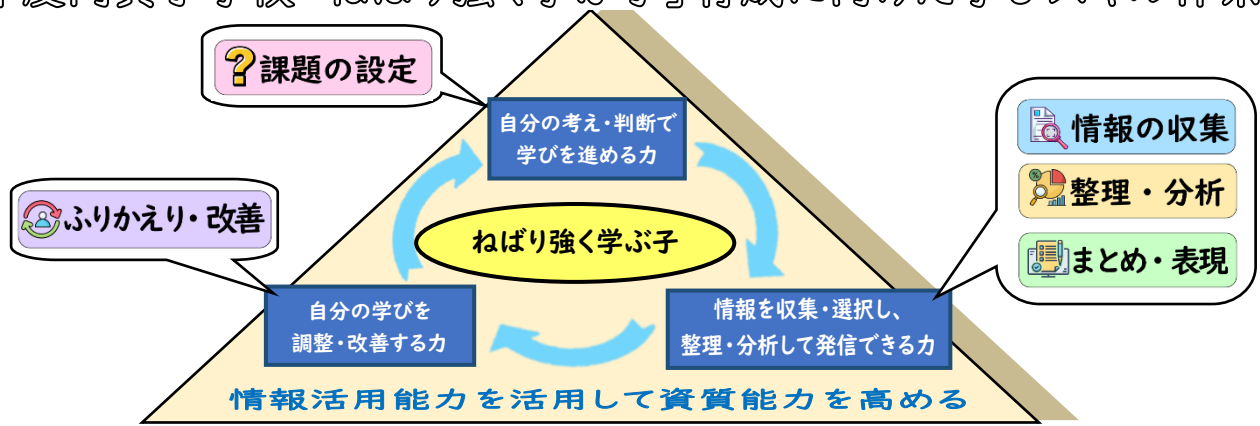 課題の設定
自分の考え・判断で
学びを進める力
情報の収集
整理・分析
まとめ・表現
ふりかえり・改善
ねばり強く学ぶ子
自分の学びを
調整・改善する力
情報を収集・選択し、
整理・分析して発信できる力
情報活用能力を活用して資質能力を高める